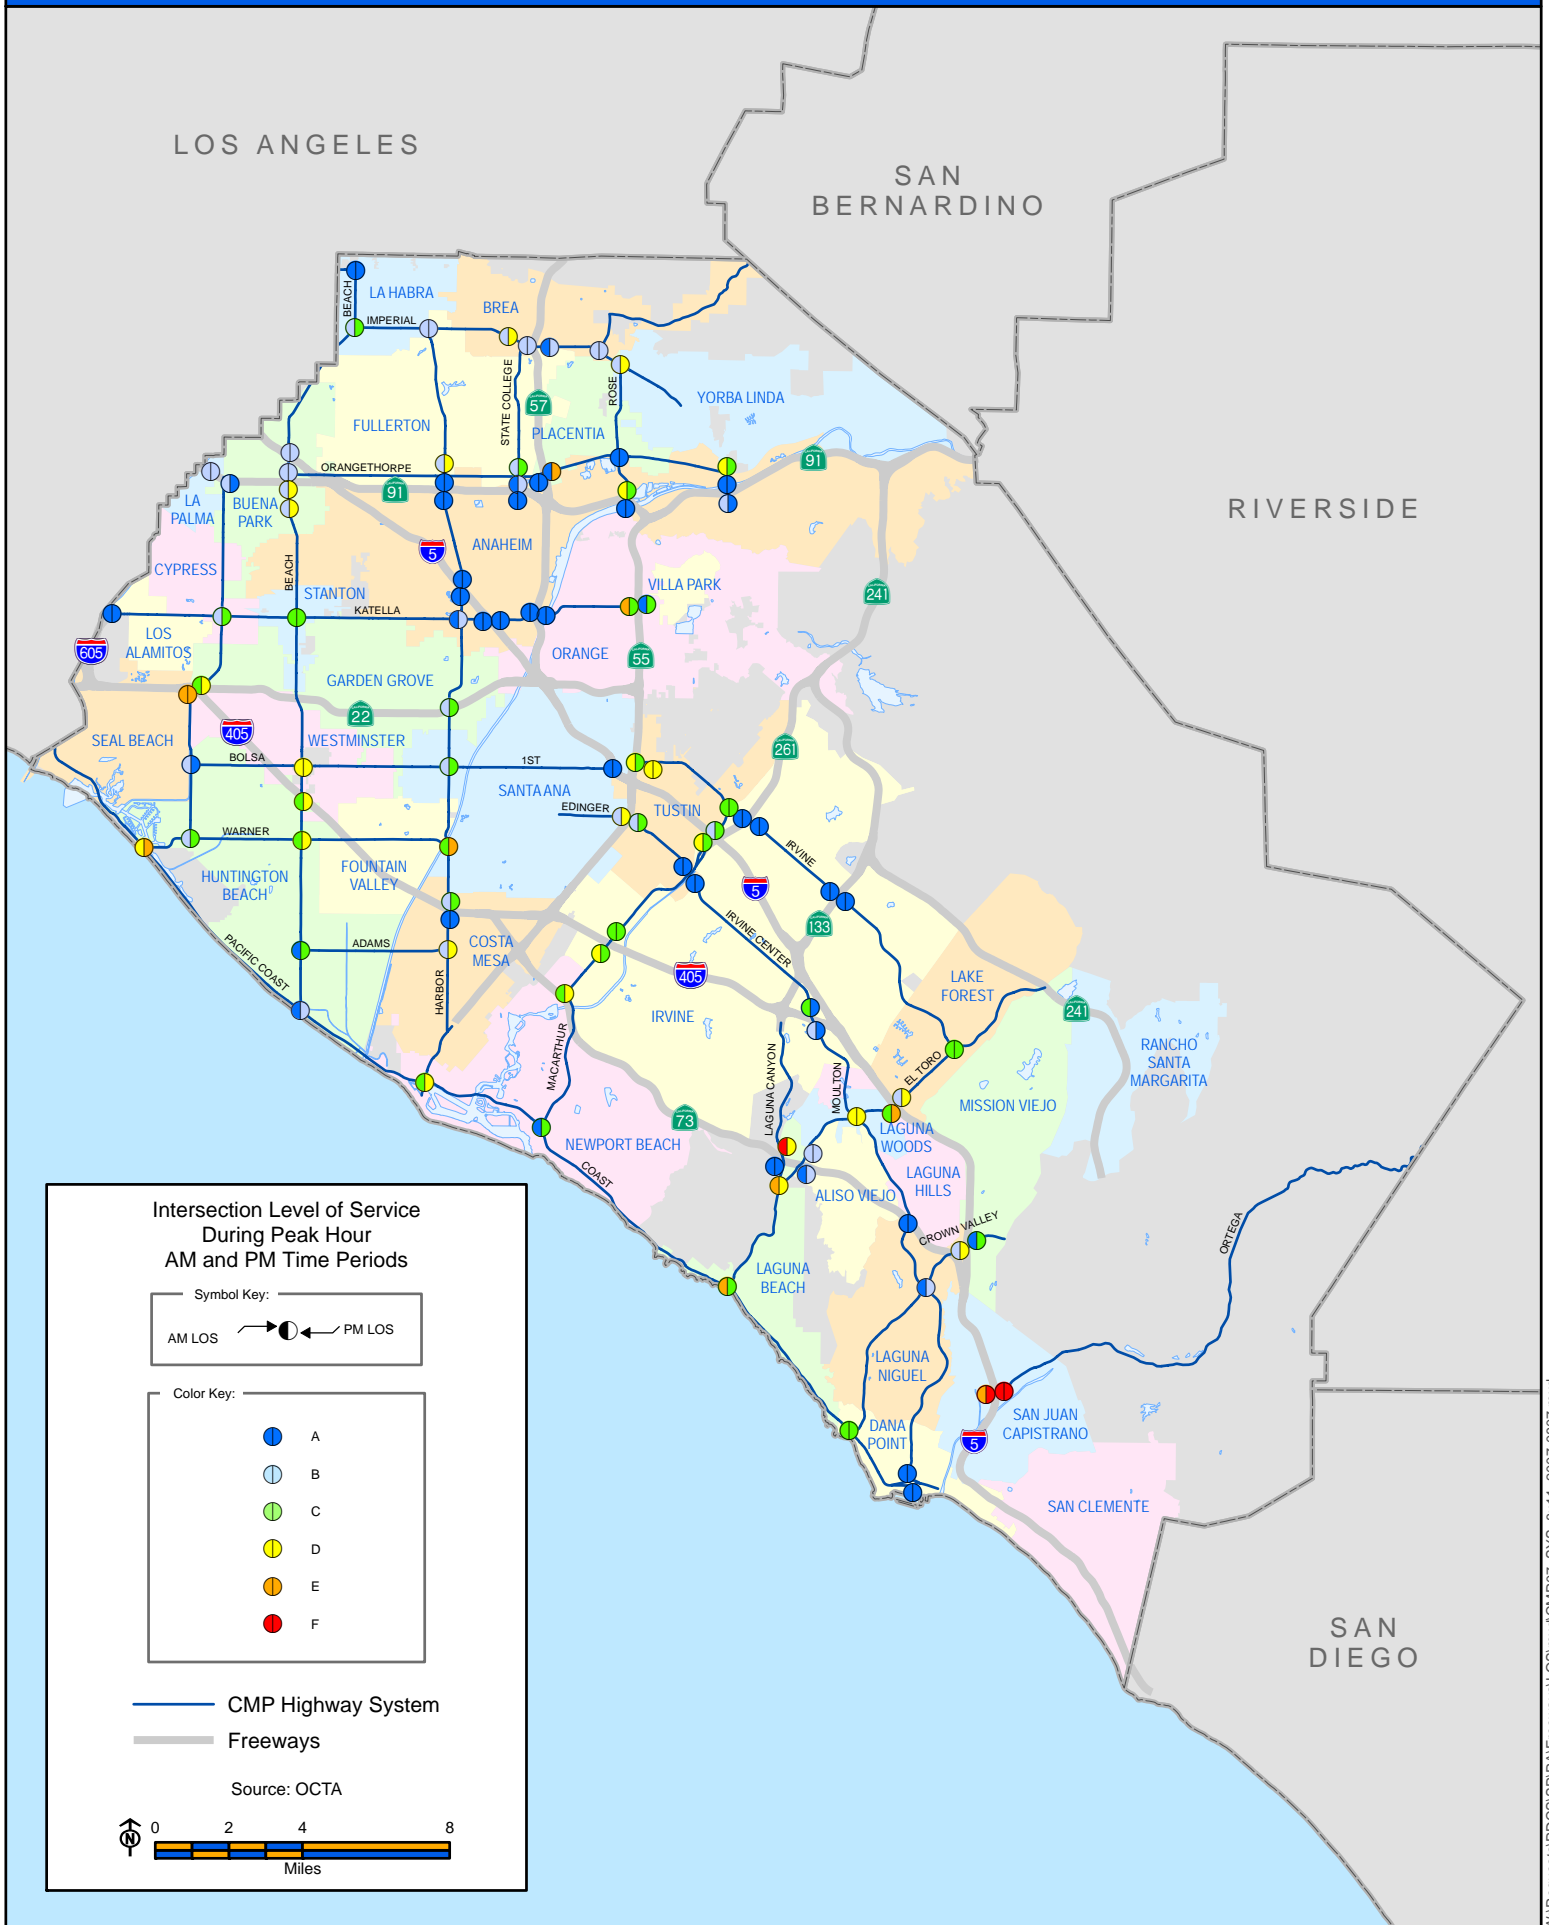 LOS ANGELES
SAN
BERNARDINO
RIVERSIDE
SAN
DIEGO
LA HABRA
BREA
BEACH
IMPERIAL
STATE COLLEGE
57
ROSE
YORBA LINDA
FULLERTON
PLACENTIA
ORANGETHORPE
91
91
LA
PALMA
BUENA
PARK
5
ANAHEIM
CYPRESS
BEACH
STANTON
KATELLA
VILLA PARK
241
LOS
ALAMITOS
605
ORANGE
55
GARDEN GROVE
22
405
SEAL BEACH
WESTMINSTER
BOLSA
1ST
261
SANTA ANA
EDINGER
TUSTIN
WARNER
IRVINE
HUNTINGTON
BEACH
FOUNTAIN
VALLEY
5
IRVINE CENTER
133
PACIFIC COAST
ADAMS
COSTA
MESA
HARBOR
405
LAKE
FOREST
241
IRVINE
MACARTHUR
LAGUNA CANYON
MOULTON
EL TORO
RANCHO
SANTA
MARGARITA
MISSION VIEJO
73
NEWPORT BEACH
COAST
LAGUNA
WOODS
LAGUNA
HILLS
ALISO VIEJO
CROWN VALLEY
ORTEGA
LAGUNA
BEACH
LAGUNA
NIGUEL
DANA
POINT
SAN JUAN
CAPISTRANO
5
SAN CLEMENTE
Intersection Level of Service
During Peak Hour
AM and PM Time Periods
Symbol Key:
AM LOS
PM LOS
Color Key:
A
B
C
D
E
F
CMP Highway System
Freeways
Source: OCTA
N
0 2 4 8
Miles